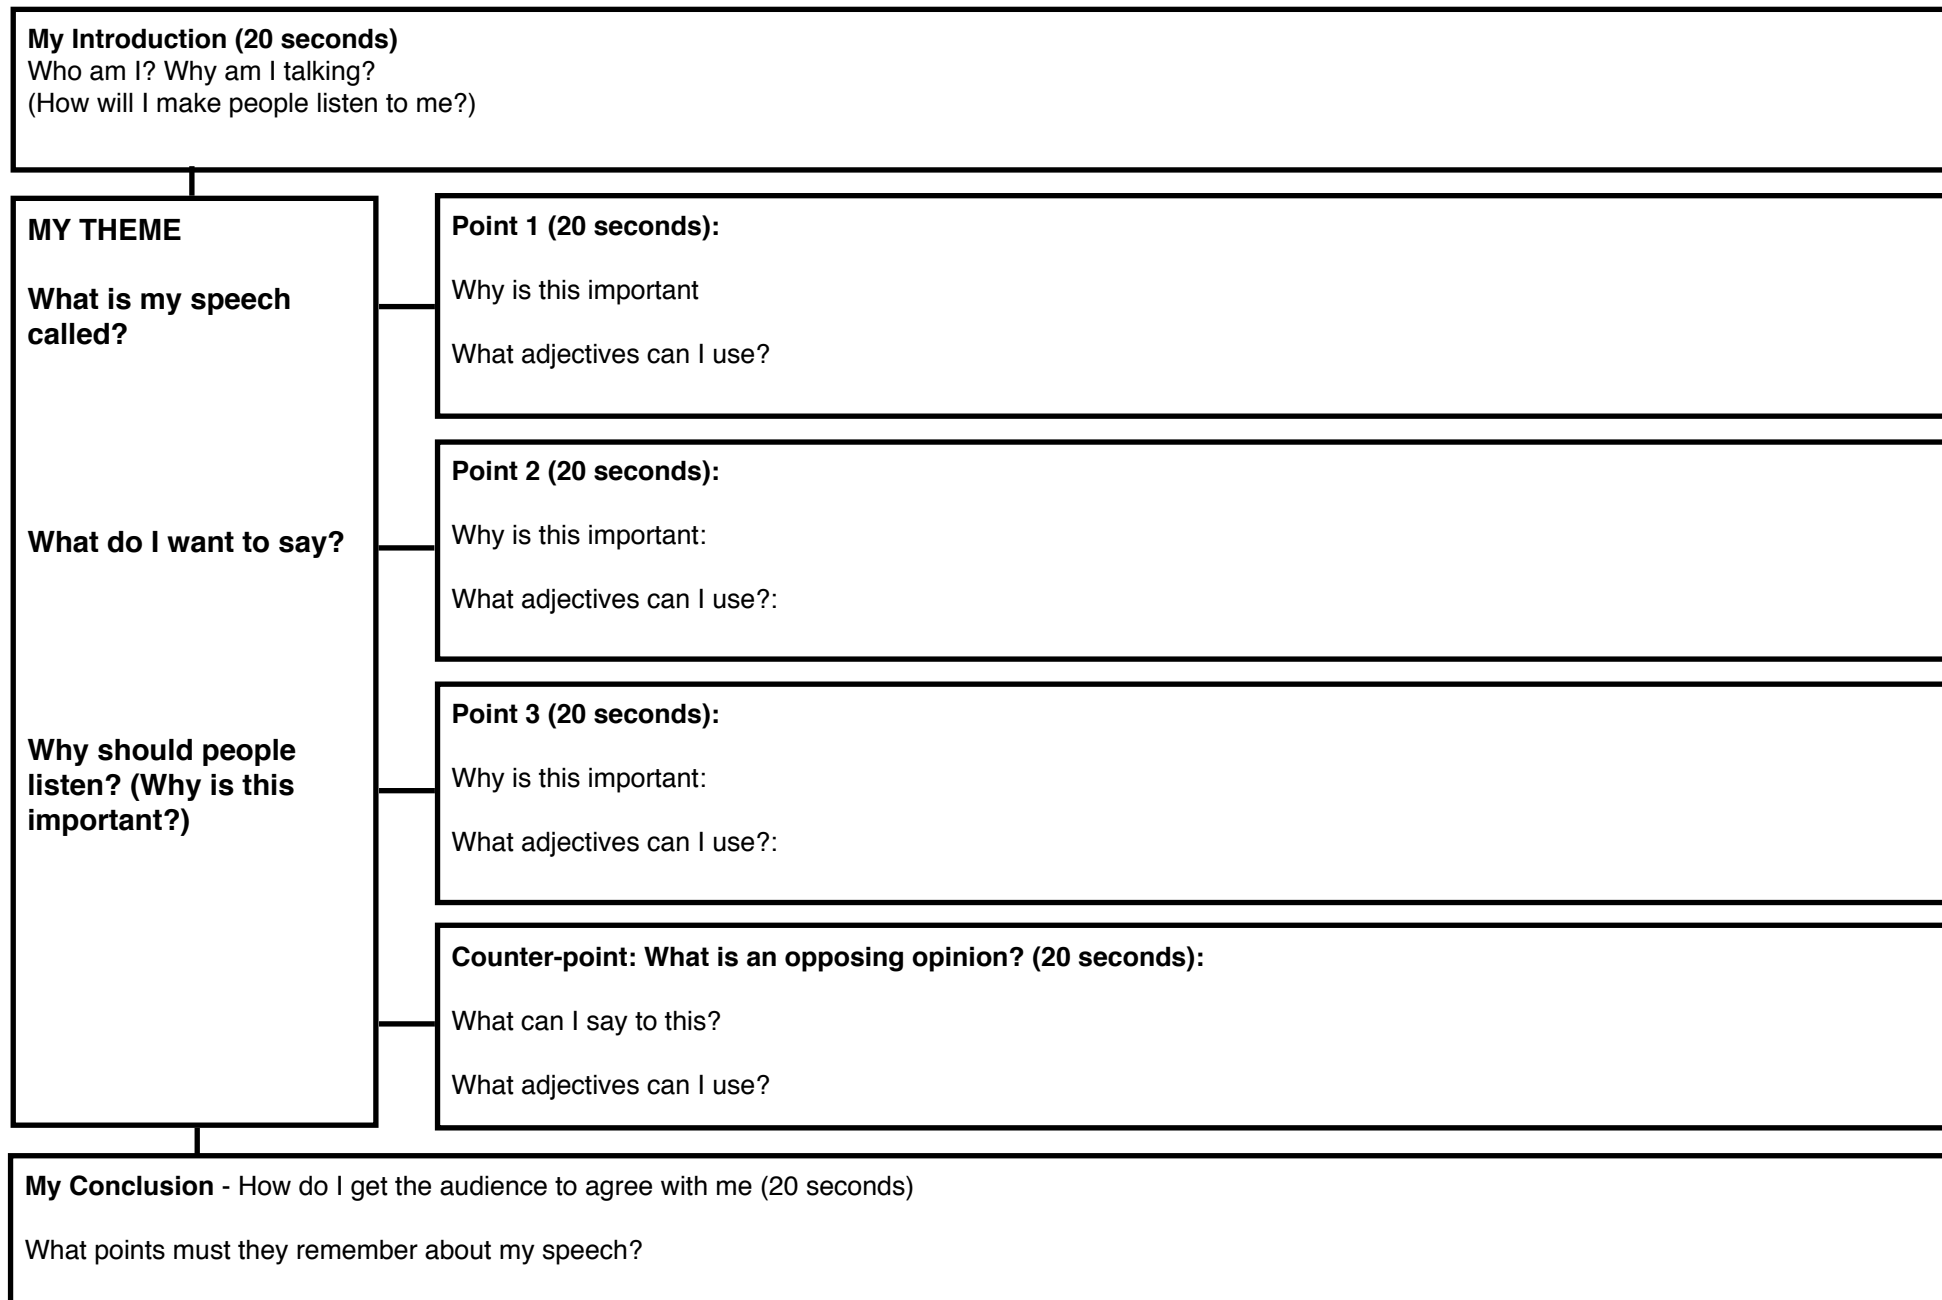 My Introduction (20 seconds)
Who am I? Why am I talking?
(How will I make people listen to me?)
MY THEME
What is my speech
called?
What do I want to say?
Why should people
listen? (Why is this
important?)
Point 1 (20 seconds):
Why is this important
What adjectives can I use?
Point 2 (20 seconds):
Why is this important:
What adjectives can I use?:
Point 3 (20 seconds):
Why is this important:
What adjectives can I use?:
Counter-point: What is an opposing opinion? (20 seconds):
What can I say to this?
What adjectives can I use?
My Conclusion - How do I get the audience to agree with me (20 seconds)
What points must they remember about my speech?